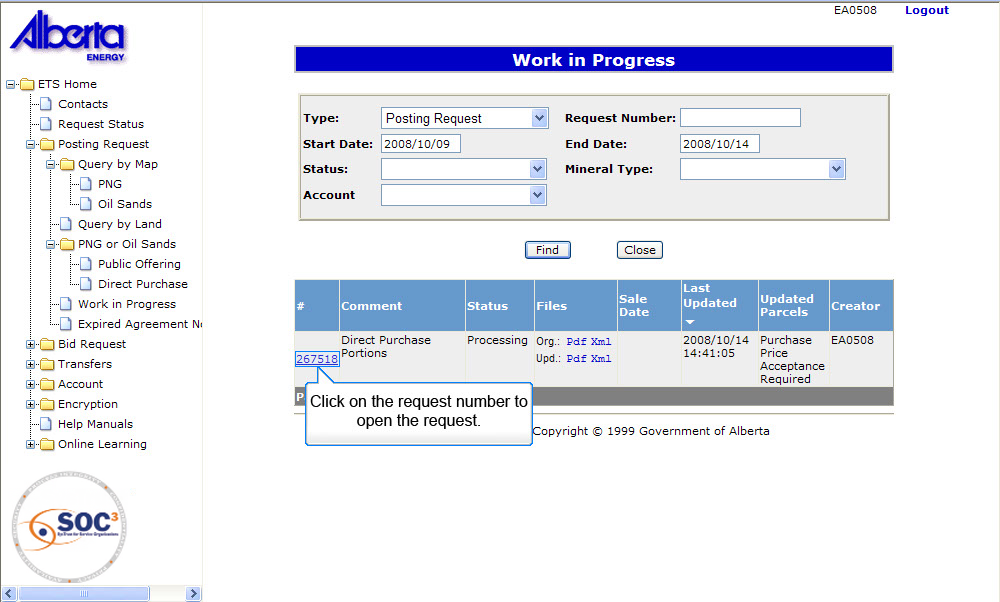 EA0508 Logout
Alberta
ENERGY
ETS Home
Contacts
Request Status
Posting Request
Query by Map
PNG
Oil Sands
Query by Land
PNG or Oil Sands
Public Offering
Direct Purchase
Work in Progress
Expired Agreement No
Bid Request
Transfers
Account
Encryption
Help Manuals
Online Learning
SOC3
SysTrust for Service Organizations
Work in Progress
Type: Posting Request Request Number:
Start Date: 2008/10/09 End Date: 2008/10/14
Status: Mineral Type:
Account
Find Close
# Comment Status Files Sale Date Last Updated Updated Parcels Creator
267518 Direct Purchase Portions Processing Org.: Pdf Xml Upd.: Pdf Xml 2008/10/14 14:41:05 Purchase Price Acceptance Required EA0508
P
Click on the request number to
open the request.
Copyright © 1999 Government of Alberta